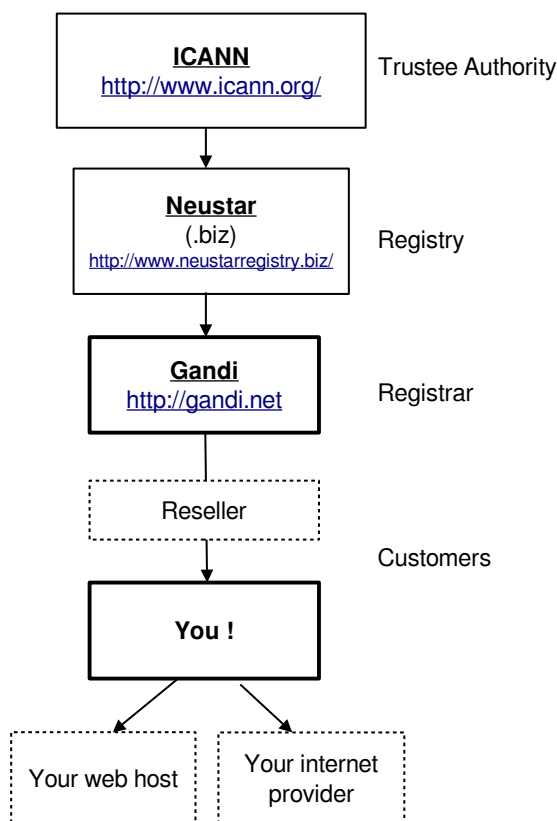 ICANN
http://www.icann.org/
Trustee Authority
Neustar
(.biz)
http://www.neustarregistry.biz/
Registry
Gandi
http://gandi.net
Registrar
Reseller
Customers
You !
Your web host
Your internet
provider